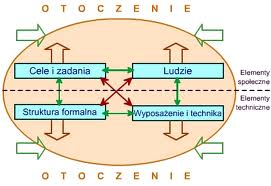 O T O C Z E N I E
Cele i zadania
Ludzie
Elementy
społeczne
Elementy
techniczne
Struktura formalna
Wyposażenie i technika
O T O C Z E N I E